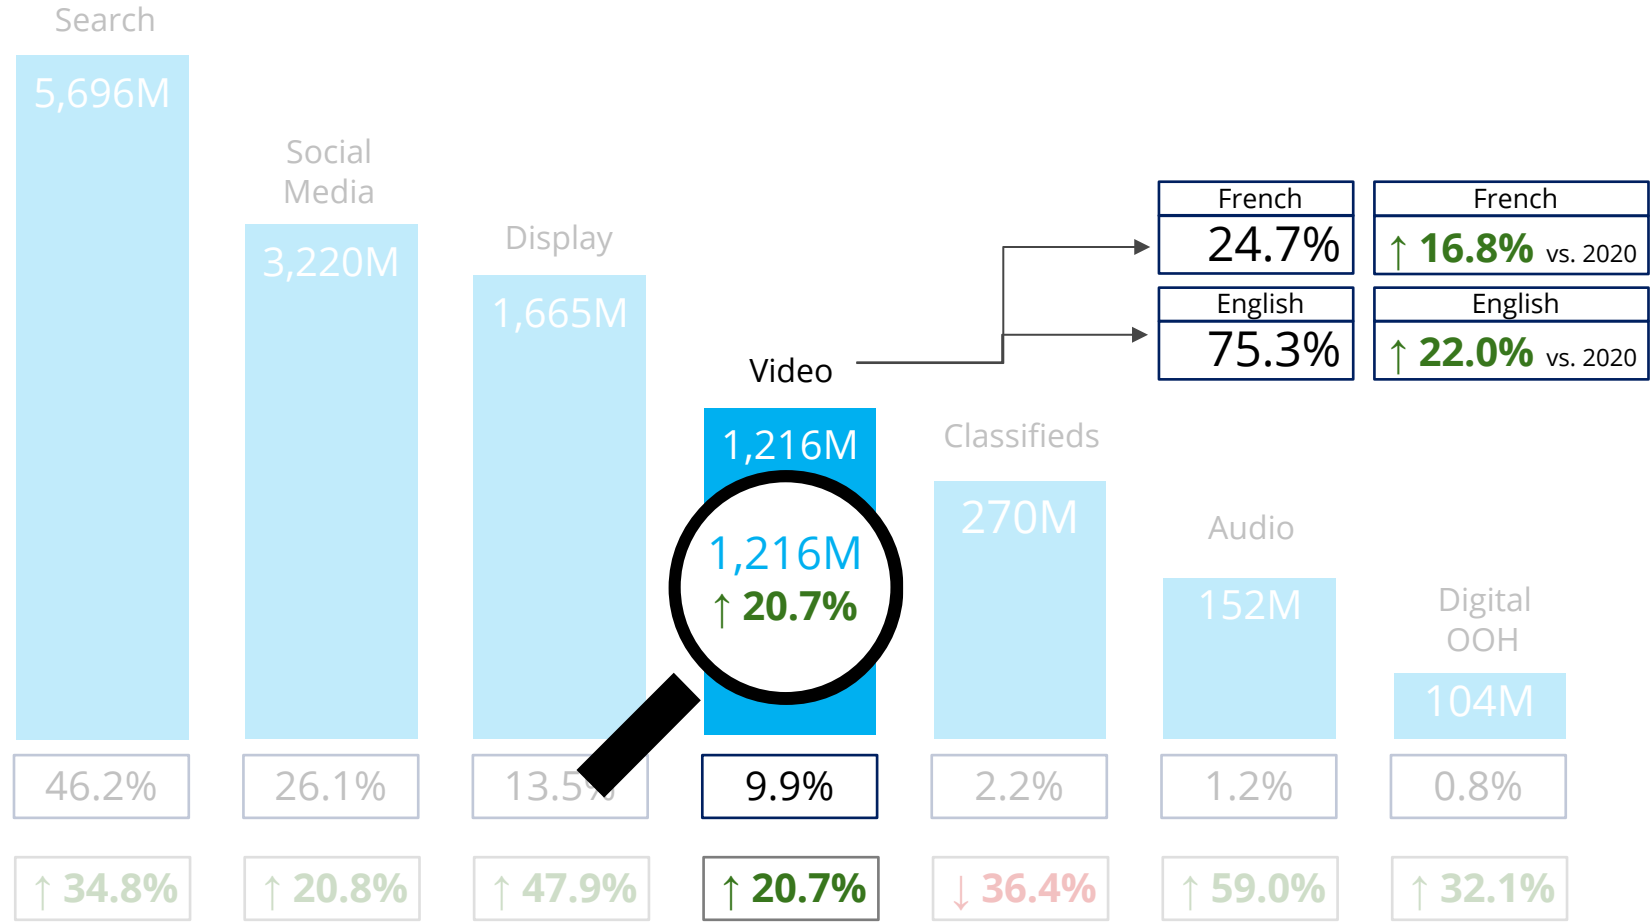 Search
5,696M
Social
Media
3,220M
Display
1,665M
Video
1,216M
1,216M
↑ 20.7%
French
24.7%
French
↑ 16.8% vs. 2020
English
75.3%
English
↑ 22.0% vs. 2020
Classifieds
270M
Audio
152M
Digital
OOH
104M
46.2%
26.1%
13.5%
9.9%
2.2%
1.2%
0.8%
↑ 34.8%
↑ 20.8%
↑ 47.9%
↑ 20.7%
↓ 36.4%
↑ 59.0%
↑ 32.1%